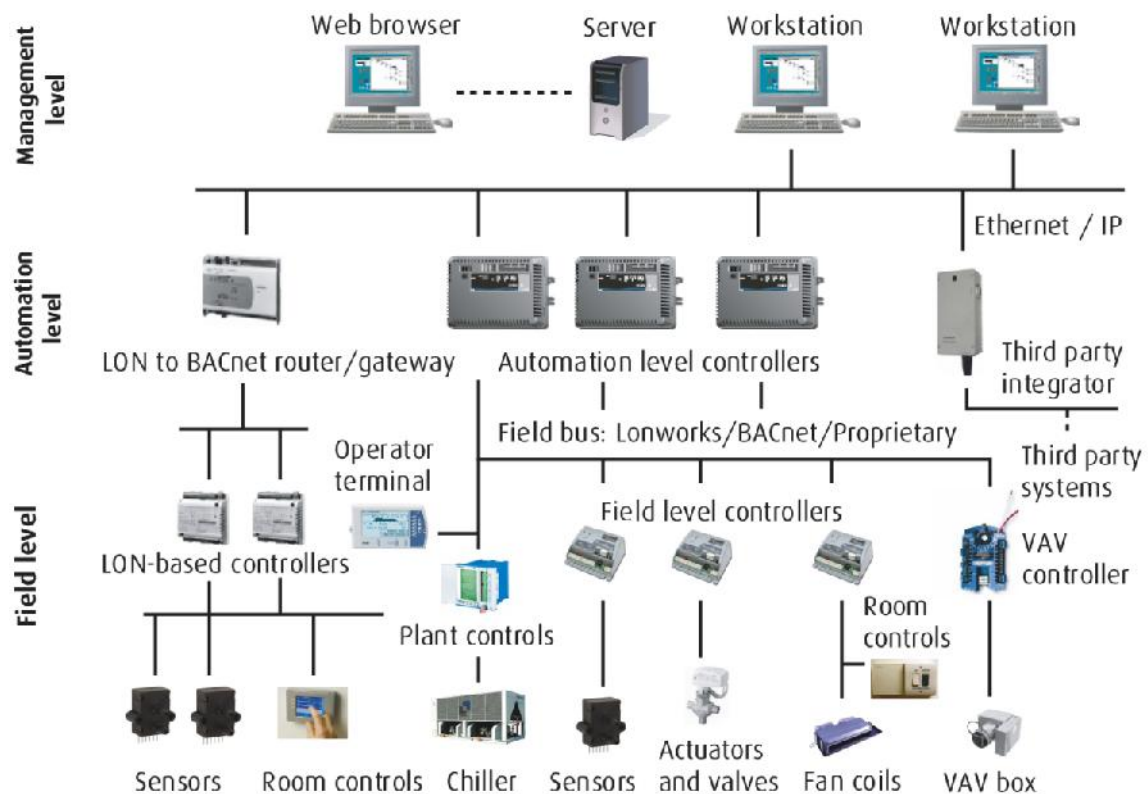 Management
level
Web browser
Server
Workstation
Workstation
Ethernet / IP
Automation
level
LON to BACnet router/gateway
Automation level controllers
Third party
integrator
Field bus: Lonworks/BACnet/Proprietary
Operator
terminal
Third party
systems
Field level
Field level controllers
LON-based controllers
VAV
controller
Plant controls
Room
controls
Sensors
Room controls
Chiller
Sensors
Actuators
and valves
Fan coils
VAV box